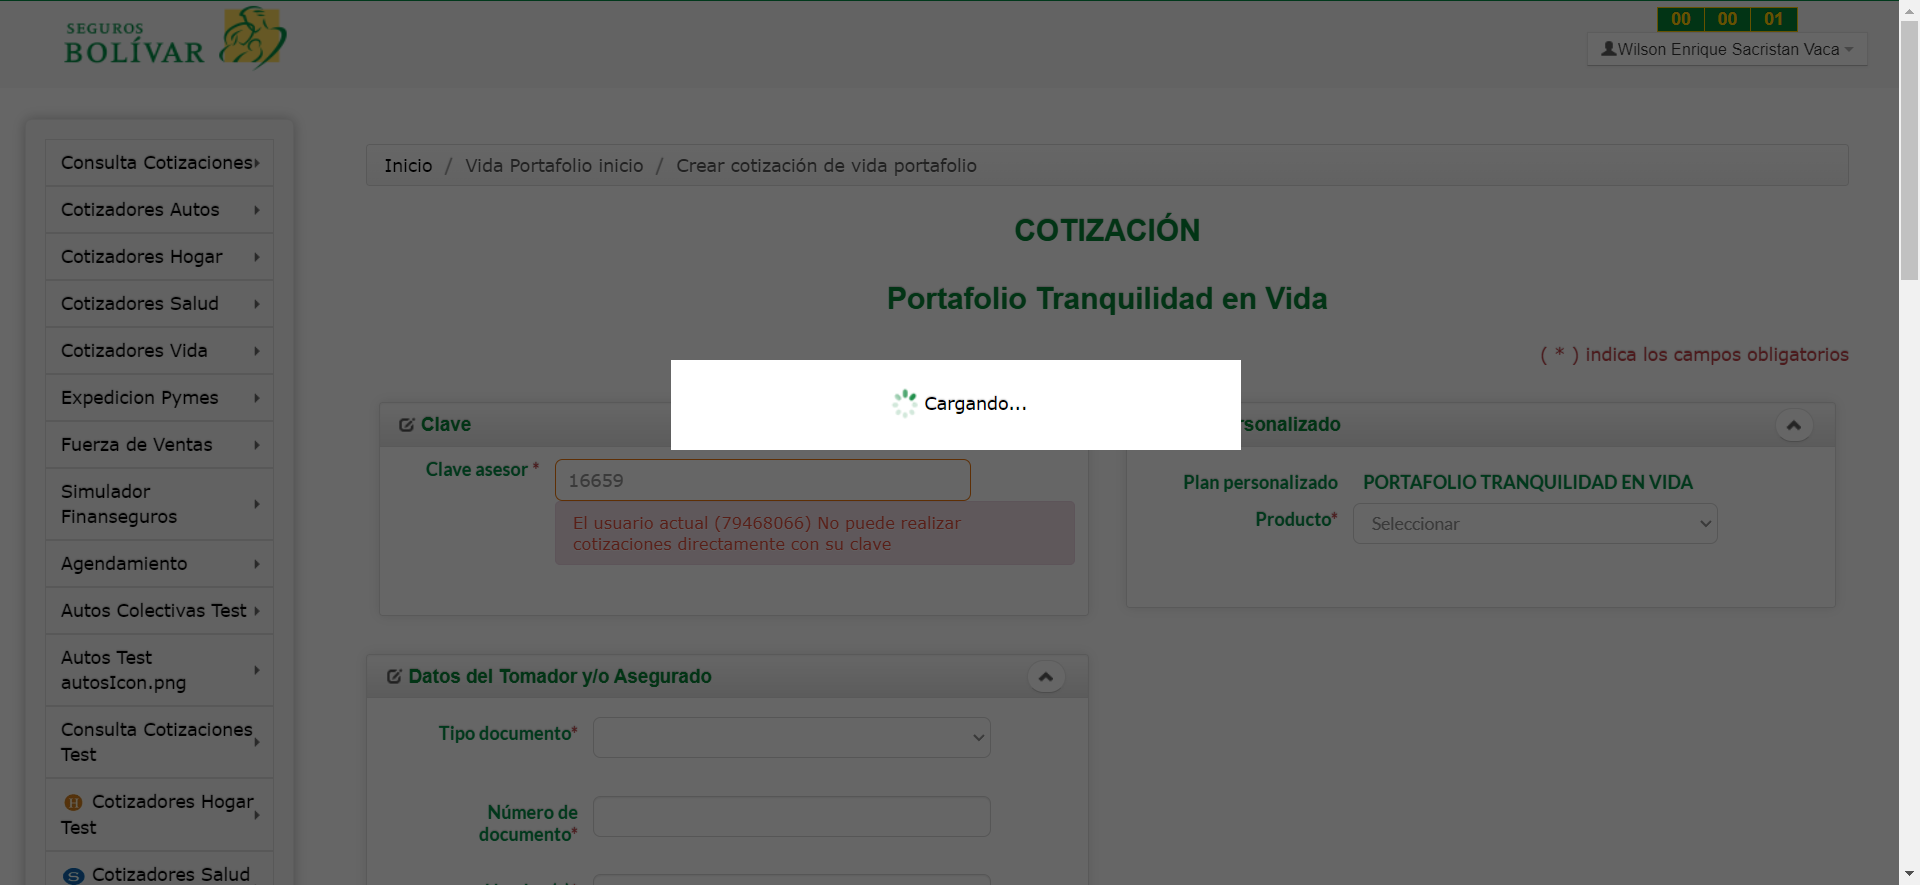 SEGUROS
BOLÍVAR
00 00 01
Wilson Enrique Sacristan Vaca
Consulta Cotizaciones
Cotizadores Autos
Cotizadores Hogar
Cotizadores Salud
Cotizadores Vida
Expedicion Pymes
Fuerza de Ventas
Simulador
Finanseguros
Agendamiento
Autos Colectivas Test
Autos Test
autosIcon.png
Consulta Cotizaciones
Test
H Cotizadores Hogar
Test
S Cotizadores Salud
Inicio / Vida Portafolio inicio / Crear cotización de vida portafolio
COTIZACIÓN
Portafolio Tranquilidad en Vida
( * ) indica los campos obligatorios
Cargando...
Clave
Clave asesor *
16659
El usuario actual (79468066) No puede realizar
cotizaciones directamente con su clave
rsonalizado
Plan personalizado PORTAFOLIO TRANQUILIDAD EN VIDA
Producto* Seleccionar
Datos del Tomador y/o Asegurado
Tipo documento*
Número de
documento*